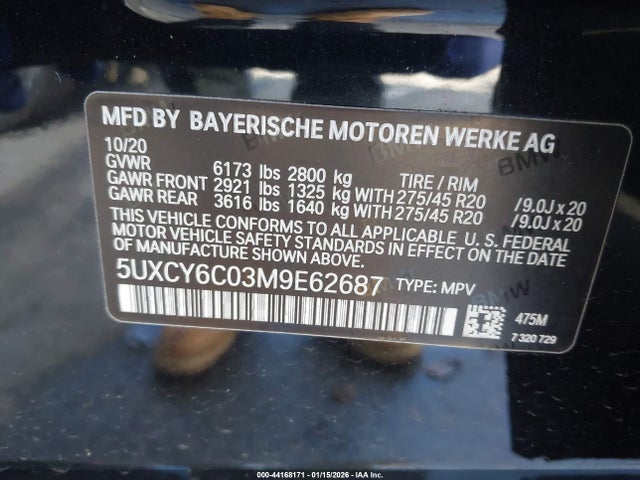 MFD BY BAYERISCHE MOTOREN WERKE AG
10/20
GVWR 6173 lbs 2800 kg TIRE / RIM
GAWR FRONT 2921 lbs 1325 kg WITH 275/45 R20 /9.0J x 20
GAWR REAR 3616 lbs 1640 kg WITH 275/45 R20 /9.0J x 20
THIS VEHICLE CONFORMS TO ALL APPLICABLE U.S. FEDERAL
MOTOR VEHICLE SAFETY STANDARDS IN EFFECT ON THE DATE
OF MANUFACTURE SHOWN ABOVE.
5UXCY6C03M9E62687 TYPE: MPV
475M
7 320 729
BMW
BMW
000-44168171 - 01/15/2026 - IAA Inc.